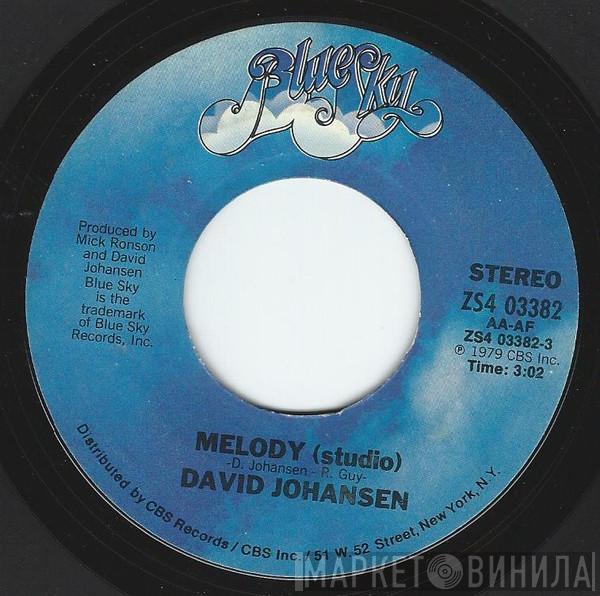 Blue Sky
Produced by
Mick Ronson
and David
Johansen
Blue Sky
is the
trademark
of Blue Sky
Records, Inc.
STEREO
ZS4 03382
AA-AF
ZS4 03382-3
℗ 1979 CBS Inc.
Time: 3:02
MELODY (studio)
-D. Johansen - R. Guy-
DAVID JOHANSEN
Distributed by CBS Records / CBS Inc. / 51 W. 52 Street, New York, N.Y.
МАРКЕТ ВИНИЛА